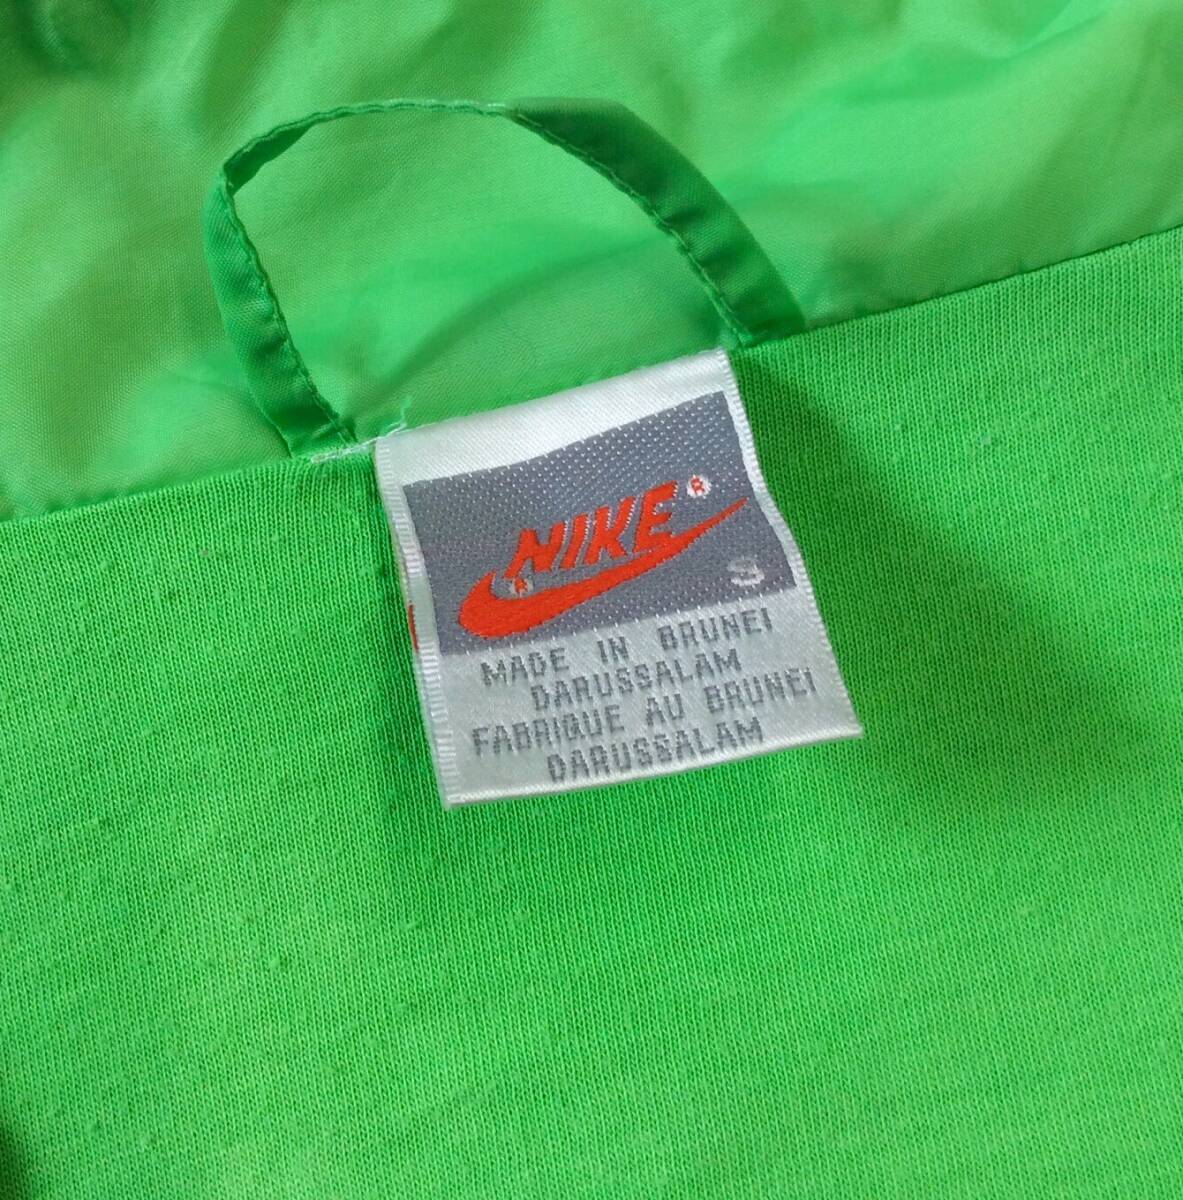 NIKE®
®
S
MADE IN BRUNEI
DARUSSALAM
FABRIQUE AU BRUNEI
DARUSSALAM